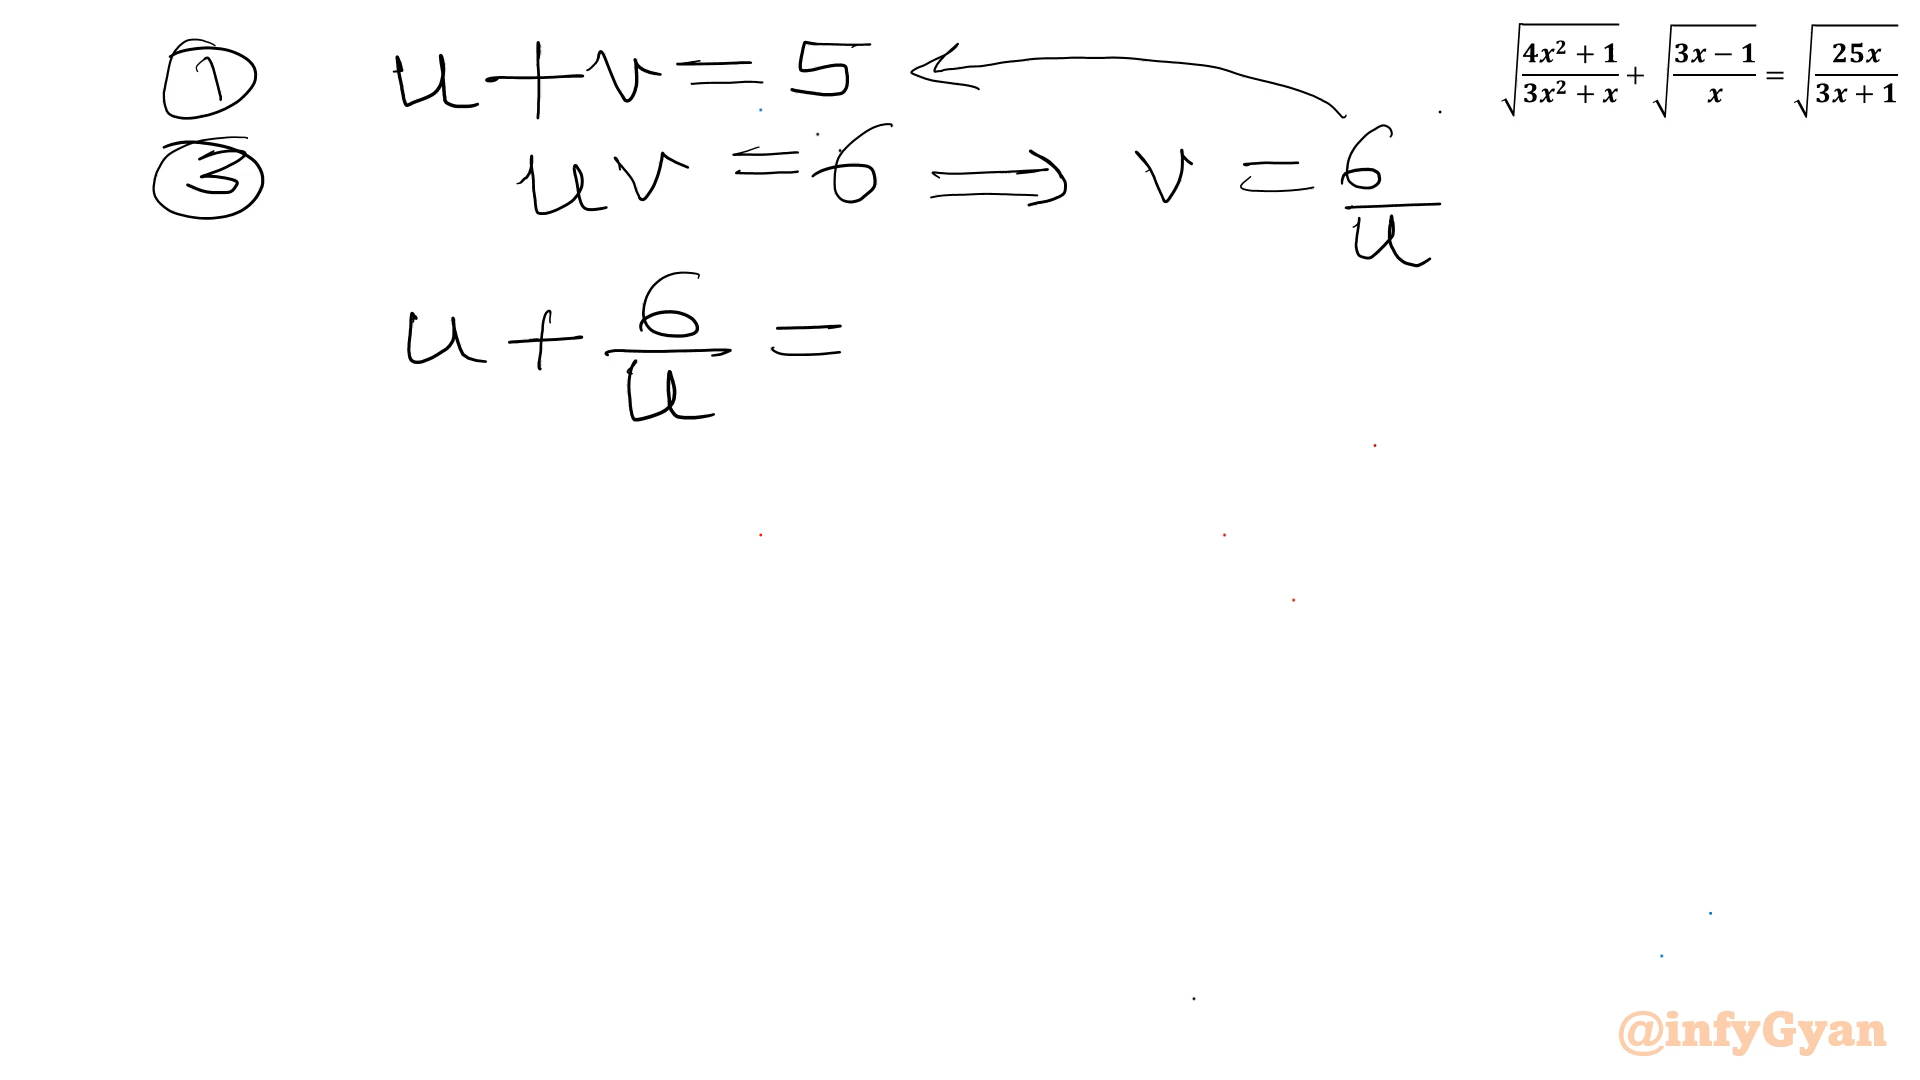 ① u + v = 5
√((4x² + 1)/(3x² + x)) + √((3x − 1)/x) = √(25x/(3x + 1))
③ uv = 6 ⟹ v = 6/u
u + 6/u =
@infyGyan